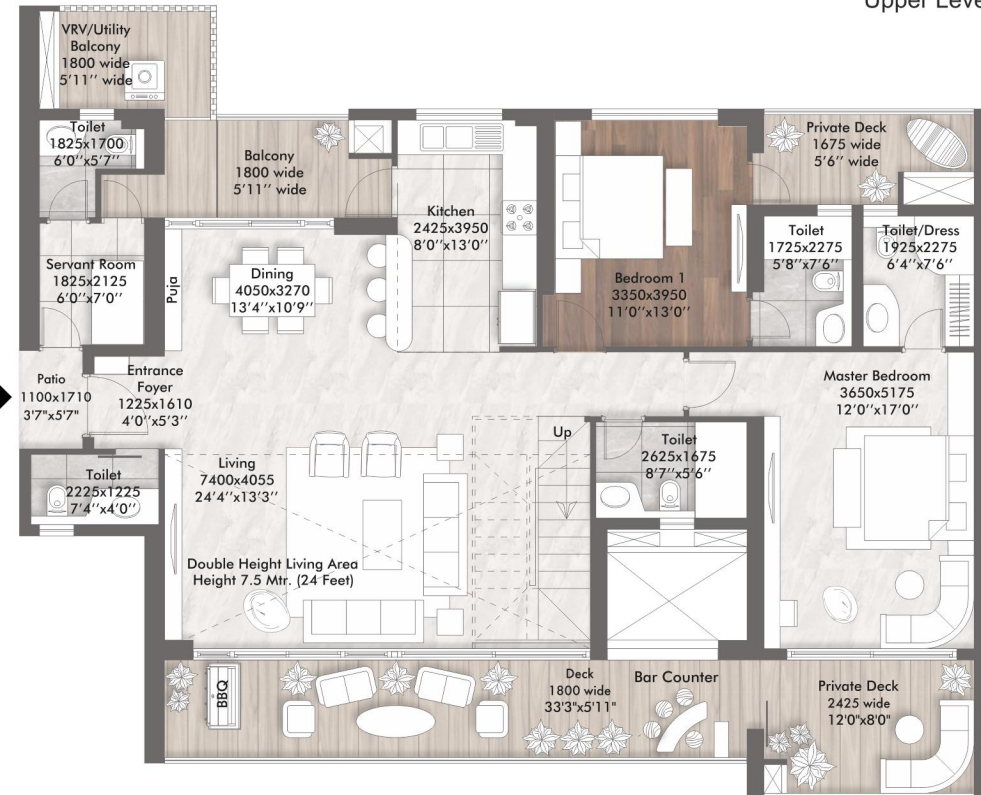 Upper Leve
VRV/Utility
Balcony
1800 wide
5'11'' wide
Toilet
1825x1700
6'0''x5'7''
Balcony
1800 wide
5'11'' wide
Private Deck
1675 wide
5'6'' wide
Kitchen
2425x3950
8'0''x13'0''
Toilet
1725x2275
5'8''x7'6''
Toilet/Dress
1925x2275
6'4''x7'6''
Servant Room
1825x2125
6'0''x7'0''
Puja
Dining
4050x3270
13'4''x10'9''
Bedroom 1
3350x3950
11'0''x13'0''
Patio
1100x1710
3'7"x5'7"
Entrance
Foyer
1225x1610
4'0''x5'3''
Master Bedroom
3650x5175
12'0''x17'0''
Up
Toilet
2625x1675
8'7''x5'6''
Living
7400x4055
24'4''x13'3''
Toilet
2225x1225
7'4''x4'0''
Double Height Living Area
Height 7.5 Mtr. (24 Feet)
BBQ
Deck
1800 wide
33'3"x5'11"
Bar Counter
Private Deck
2425 wide
12'0"x8'0"